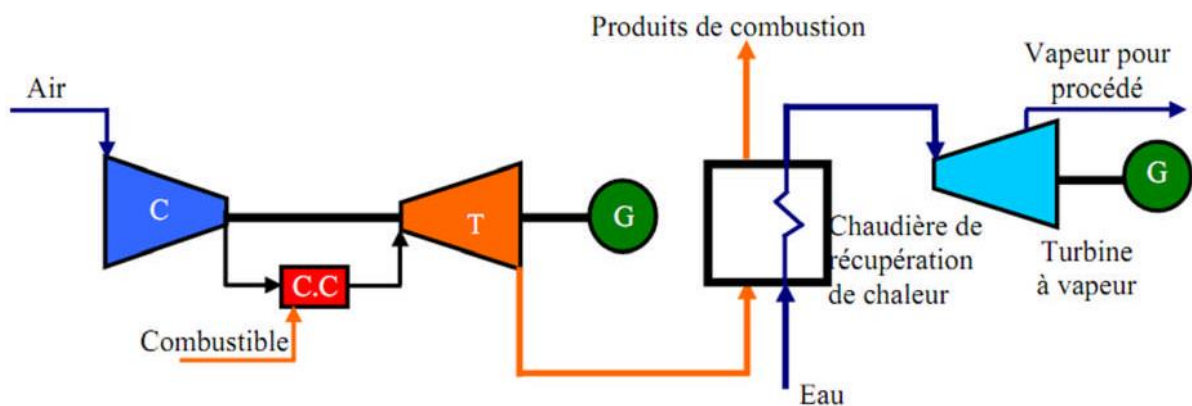 Produits de combustion
Vapeur pour
procédé
Air
C
T
G
G
C.C
Chaudière de
récupération
de chaleur
Turbine
à vapeur
Combustible
Eau